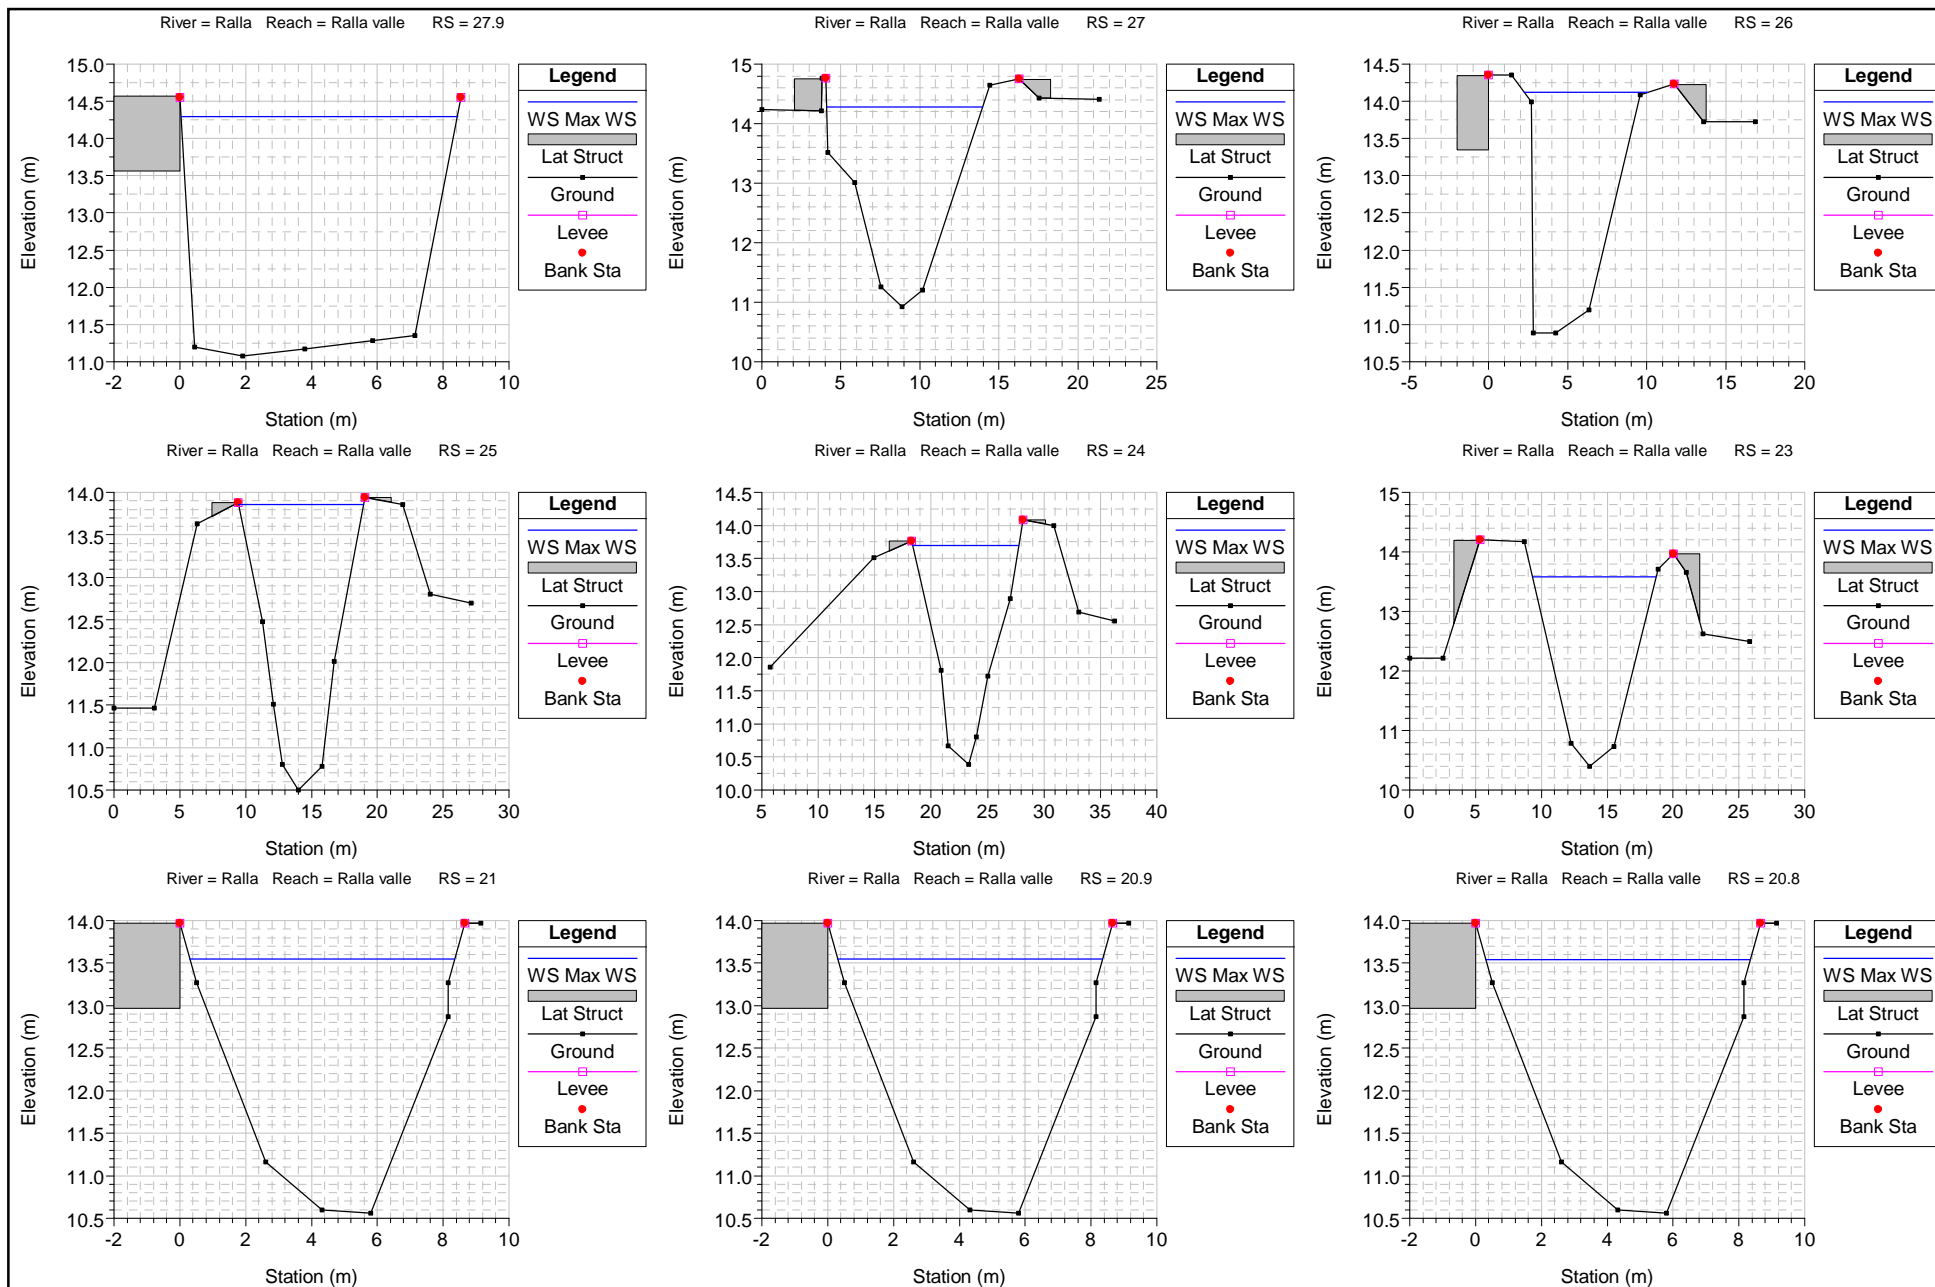 River = Ralla Reach = Ralla valle RS = 27.9
Elevation (m)
15.0
14.5
14.0
13.5
13.0
12.5
12.0
11.5
11.0
-2 0 2 4 6 8 10
Station (m)
Legend
WS Max WS
Lat Struct
Ground
Levee
Bank Sta
River = Ralla Reach = Ralla valle RS = 27
Elevation (m)
15
14
13
12
11
10
0 5 10 15 20 25
Station (m)
Legend
WS Max WS
Lat Struct
Ground
Levee
Bank Sta
River = Ralla Reach = Ralla valle RS = 26
Elevation (m)
14.5
14.0
13.5
13.0
12.5
12.0
11.5
11.0
10.5
-5 0 5 10 15 20
Station (m)
Legend
WS Max WS
Lat Struct
Ground
Levee
Bank Sta
River = Ralla Reach = Ralla valle RS = 25
Elevation (m)
14.0
13.5
13.0
12.5
12.0
11.5
11.0
10.5
0 5 10 15 20 25 30
Station (m)
Legend
WS Max WS
Lat Struct
Ground
Levee
Bank Sta
River = Ralla Reach = Ralla valle RS = 24
Elevation (m)
14.5
14.0
13.5
13.0
12.5
12.0
11.5
11.0
10.5
10.0
5 10 15 20 25 30 35 40
Station (m)
Legend
WS Max WS
Lat Struct
Ground
Levee
Bank Sta
River = Ralla Reach = Ralla valle RS = 23
Elevation (m)
15
14
13
12
11
10
0 5 10 15 20 25 30
Station (m)
Legend
WS Max WS
Lat Struct
Ground
Levee
Bank Sta
River = Ralla Reach = Ralla valle RS = 21
Elevation (m)
14.0
13.5
13.0
12.5
12.0
11.5
11.0
10.5
-2 0 2 4 6 8 10
Station (m)
Legend
WS Max WS
Lat Struct
Ground
Levee
Bank Sta
River = Ralla Reach = Ralla valle RS = 20.9
Elevation (m)
14.0
13.5
13.0
12.5
12.0
11.5
11.0
10.5
-2 0 2 4 6 8 10
Station (m)
Legend
WS Max WS
Lat Struct
Ground
Levee
Bank Sta
River = Ralla Reach = Ralla valle RS = 20.8
Elevation (m)
14.0
13.5
13.0
12.5
12.0
11.5
11.0
10.5
-2 0 2 4 6 8 10
Station (m)
Legend
WS Max WS
Lat Struct
Ground
Levee
Bank Sta